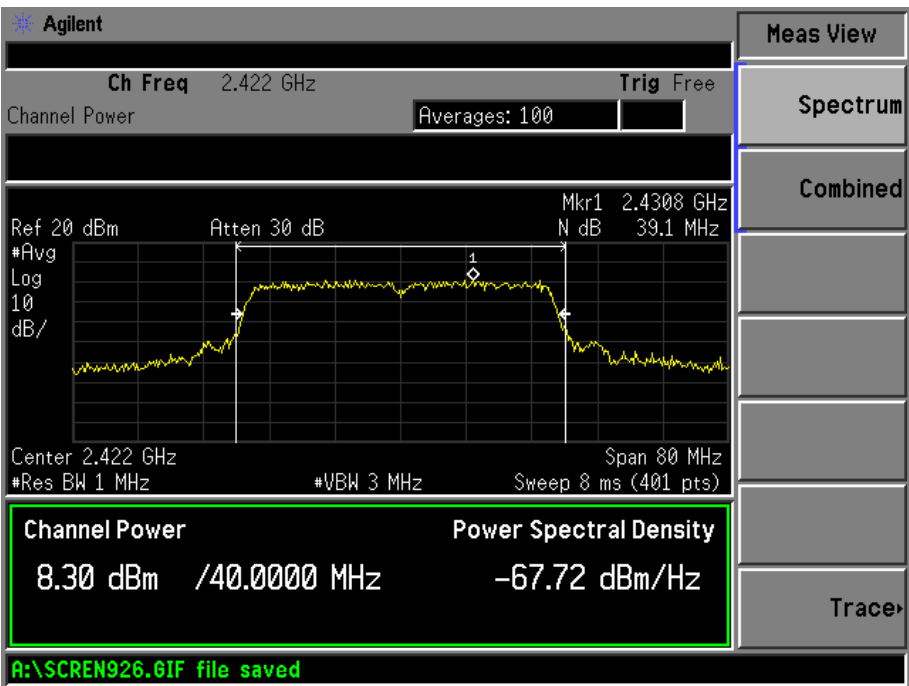 Agilent
Meas View
Ch Freq 2.422 GHz Trig Free
Channel Power Averages: 100
Spectrum
Combined
Mkr1 2.4308 GHz
Ref 20 dBm Atten 30 dB N dB 39.1 MHz
#Avg
Log
10
dB/
1
Center 2.422 GHz Span 80 MHz
#Res BW 1 MHz #VBW 3 MHz Sweep 8 ms (401 pts)
Channel Power Power Spectral Density
8.30 dBm /40.0000 MHz -67.72 dBm/Hz
Trace
A:\SCREN926.GIF file saved